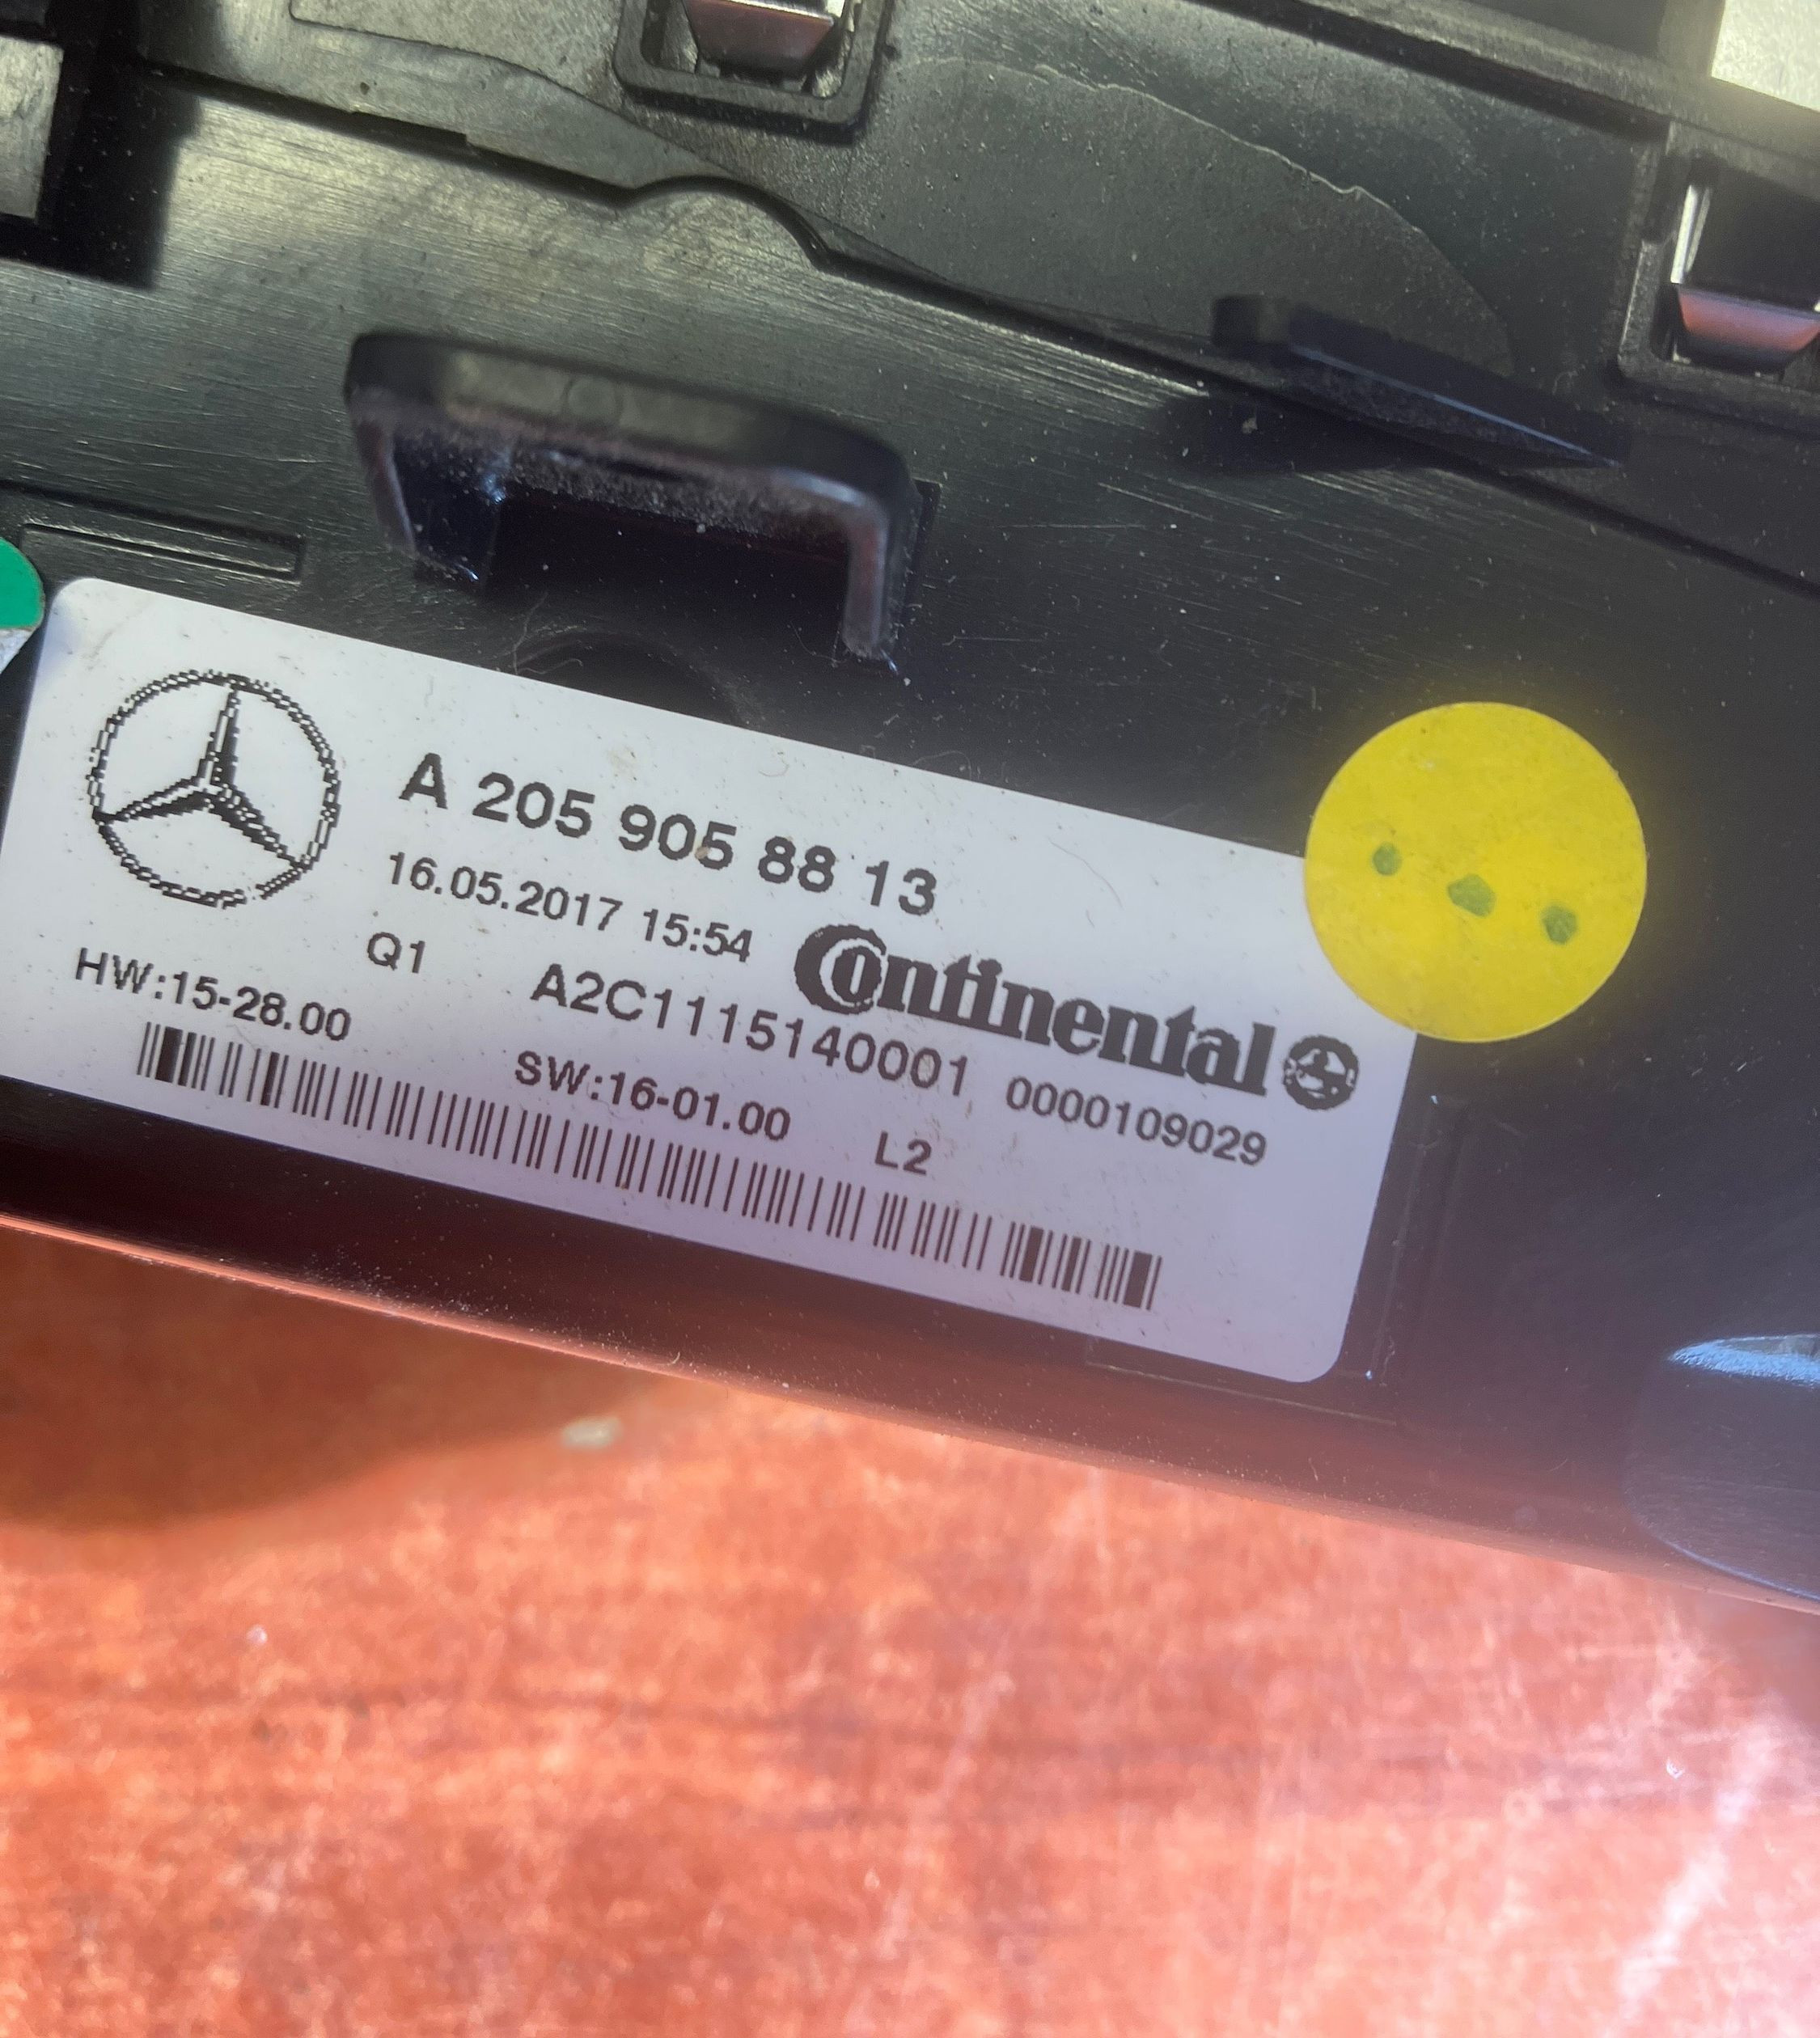 A 205 905 88 13
16.05.2017 15:54
Continental
Q1
A2C1115140001 0000109029
HW:15-28.00
SW:16-01.00
L2